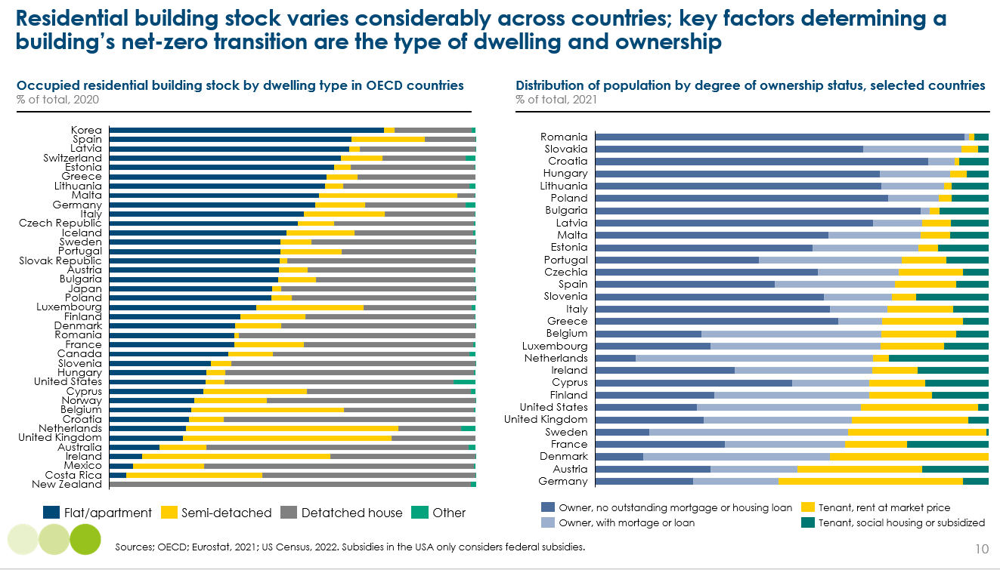 Residential building stock varies considerably across countries; key factors determining a
building's net-zero transition are the type of dwelling and ownership
Occupied residential building stock by dwelling type in OECD countries
% of total, 2020
Korea
Spain
Latvia
Switzerland
Estonia
Greece
Lithuania
Malta
Germany
Italy
Czech Republic
Iceland
Sweden
Portugal
Slovak Republic
Austria
Bulgaria
Japan
Poland
Luxembourg
Finland
Denmark
Romania
France
Canada
Slovenia
Hungary
United States
Cyprus
Norway
Belgium
Croatia
Netherlands
United Kingdom
Australia
Ireland
Mexico
Costa Rica
New Zealand
Flat/apartment Semi-detached Detatched house Other
Distribution of population by degree of ownership status, selected countries
% of total, 2021
Romania
Slovakia
Croatia
Hungary
Lithuania
Poland
Bulgaria
Latvia
Malta
Estonia
Portugal
Czechia
Spain
Slovenia
Italy
Greece
Belgium
Luxembourg
Netherlands
Ireland
Cyprus
Finland
United States
United Kingdom
Sweden
France
Denmark
Austria
Germany
Owner, no outstanding mortgage or housing loan Tenant, rent at market price
Owner, with mortage or loan Tenant, social housing or subsidized
Sources; OECD; Eurostat, 2021; US Census, 2022. Subsidies in the USA only considers federal subsidies.
10